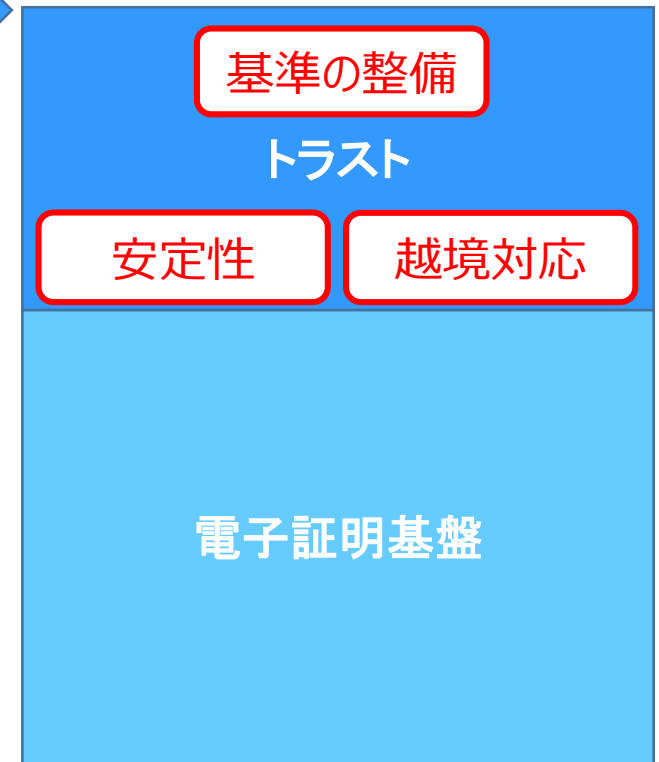 基準の整備
トラスト
安定性
越境対応
電子証明基盤